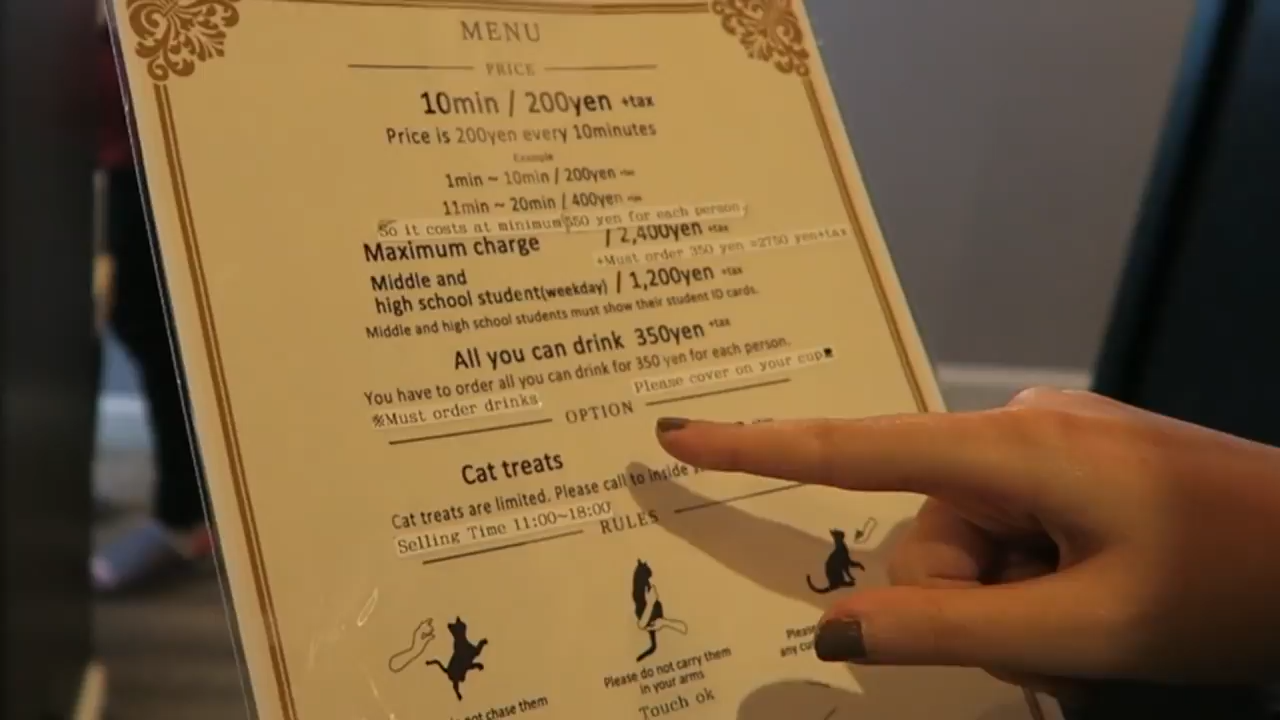 MENU
PRICE
10min / 200yen +tax
Price is 200yen every 10minutes
Example
1min ~ 10min / 200yen +tax
11min ~ 20min / 400yen +tax
So it costs at minimum 550 yen for each person
Maximum charge / 2,400yen +tax
+Must order 350 yen =2750 yen+tax
Middle and
high school student(weekday) / 1,200yen +tax
Middle and high school students must show their student ID cards.
All you can drink 350yen +tax
You have to order all you can drink for 350 yen for each person.
※Must order drinks Please cover on your cup
OPTION
Cat treats
Cat treats are limited. Please call to inside
Selling Time 11:00~18:00
RULES
not chase them
Please do not carry them
in your arms
Touch ok
Please
any